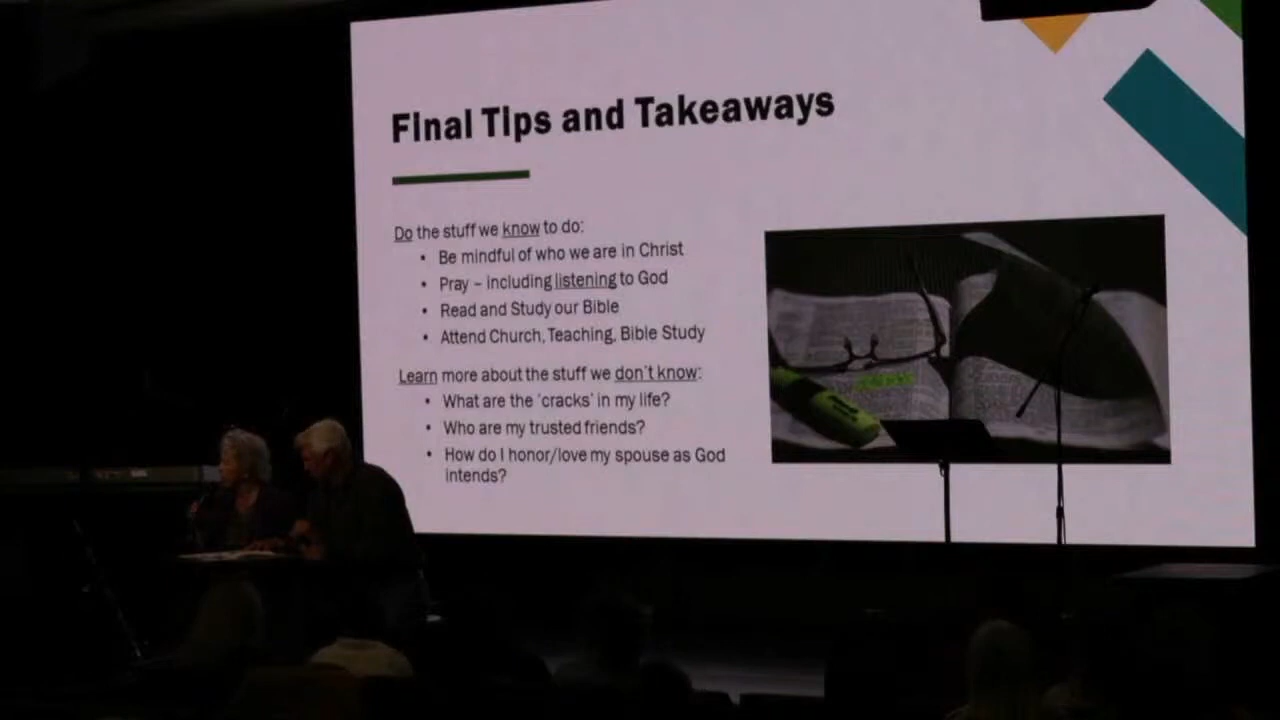 Final Tips and Takeaways
Do the stuff we know to do:
• Be mindful of who we are in Christ
• Pray – including listening to God
• Read and Study our Bible
• Attend Church, Teaching, Bible Study
Learn more about the stuff we don't know:
• What are the 'cracks' in my life?
• Who are my trusted friends?
• How do I honor/love my spouse as God
intends?